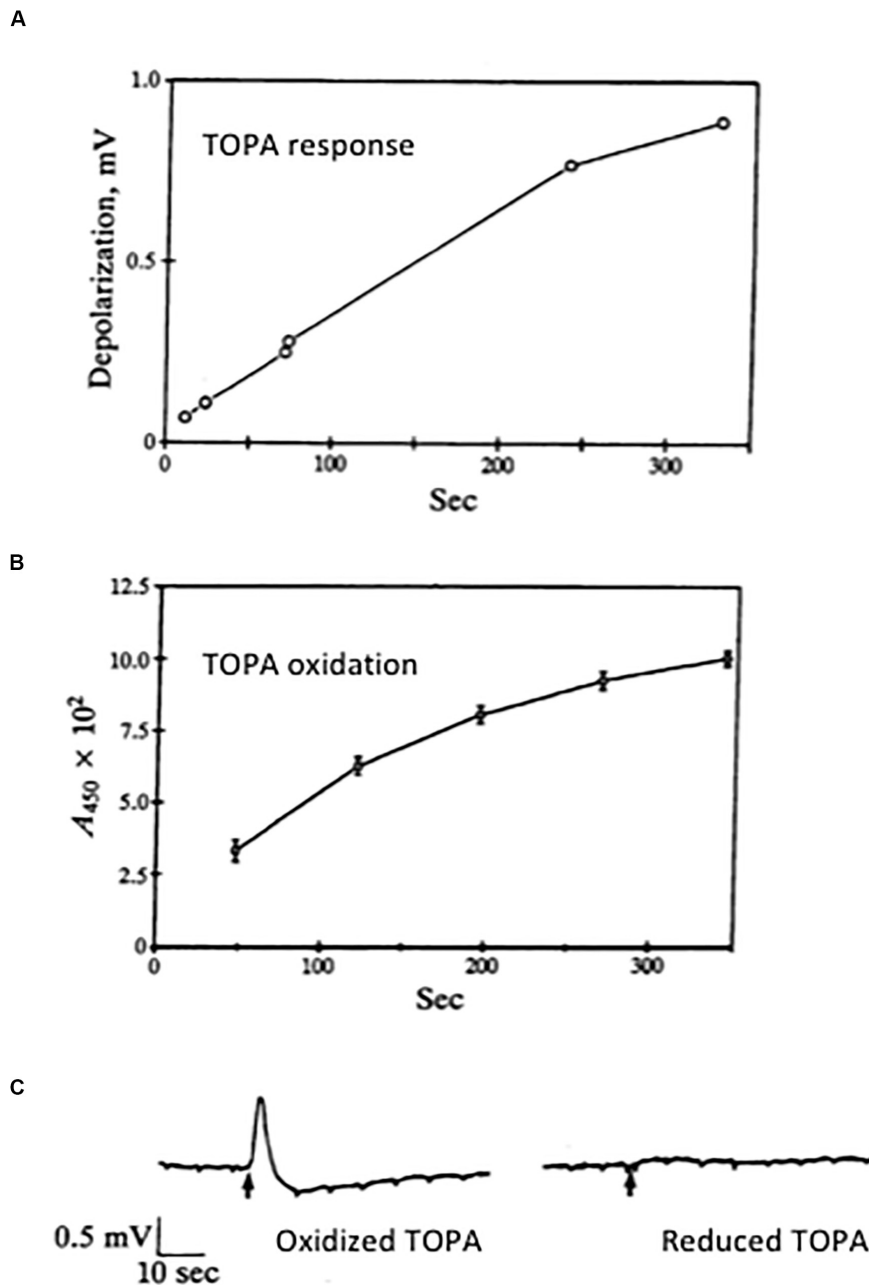 A
1.0
TOPA response
Depolarization, mV
0.5
0
0 100 200 300
Sec
B
12.5
10.0
TOPA oxidation
A450 × 10²
7.5
5.0
2.5
0
0 100 200 300
Sec
C
0.5 mV
10 sec
Oxidized TOPA
Reduced TOPA